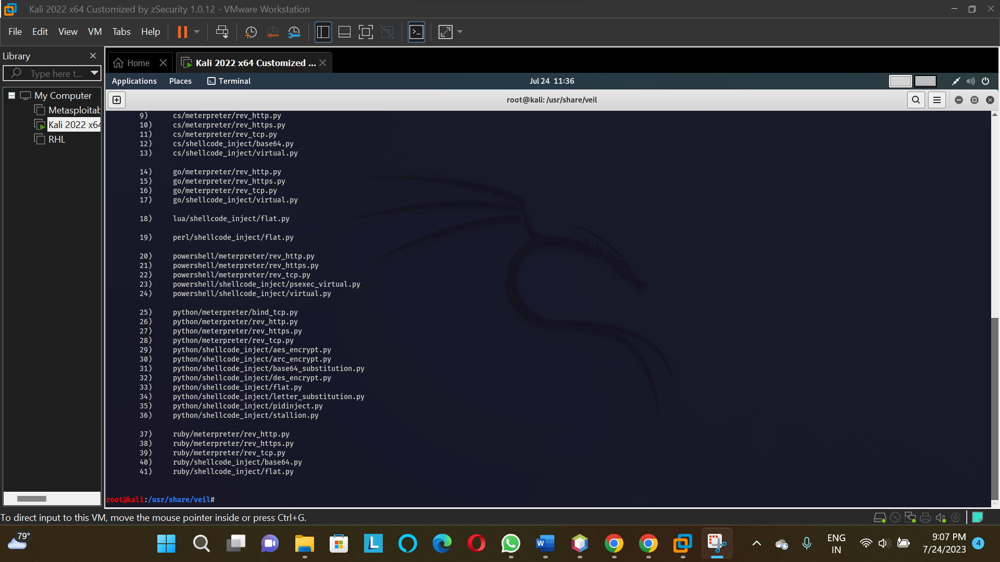 Kali 2022 x64 Customized by zSecurity 1.0.12 - VMware Workstation
File Edit View VM Tabs Help
Library
Type here t...
My Computer
Metasploitab
Kali 2022 x64
RHL
Home
Kali 2022 x64 Customized ...
Applications Places Terminal
Jul 24 11:36
root@kali: /usr/share/veil
9) cs/meterpreter/rev_http.py
10) cs/meterpreter/rev_https.py
11) cs/meterpreter/rev_tcp.py
12) cs/shellcode_inject/base64.py
13) cs/shellcode_inject/virtual.py
14) go/meterpreter/rev_http.py
15) go/meterpreter/rev_https.py
16) go/meterpreter/rev_tcp.py
17) go/shellcode_inject/virtual.py
18) lua/shellcode_inject/flat.py
19) perl/shellcode_inject/flat.py
20) powershell/meterpreter/rev_http.py
21) powershell/meterpreter/rev_https.py
22) powershell/meterpreter/rev_tcp.py
23) powershell/shellcode_inject/psexec_virtual.py
24) powershell/shellcode_inject/virtual.py
25) python/meterpreter/bind_tcp.py
26) python/meterpreter/rev_http.py
27) python/meterpreter/rev_https.py
28) python/meterpreter/rev_tcp.py
29) python/shellcode_inject/aes_encrypt.py
30) python/shellcode_inject/arc_encrypt.py
31) python/shellcode_inject/base64_substitution.py
32) python/shellcode_inject/des_encrypt.py
33) python/shellcode_inject/flat.py
34) python/shellcode_inject/letter_substitution.py
35) python/shellcode_inject/pidinject.py
36) python/shellcode_inject/stallion.py
37) ruby/meterpreter/rev_http.py
38) ruby/meterpreter/rev_https.py
39) ruby/meterpreter/rev_tcp.py
40) ruby/shellcode_inject/base64.py
41) ruby/shellcode_inject/flat.py
root@kali:/usr/share/veil#
To direct input to this VM, move the mouse pointer inside or press Ctrl+G.
79°
L
W
ENG
IN
9:07 PM
7/24/2023
4